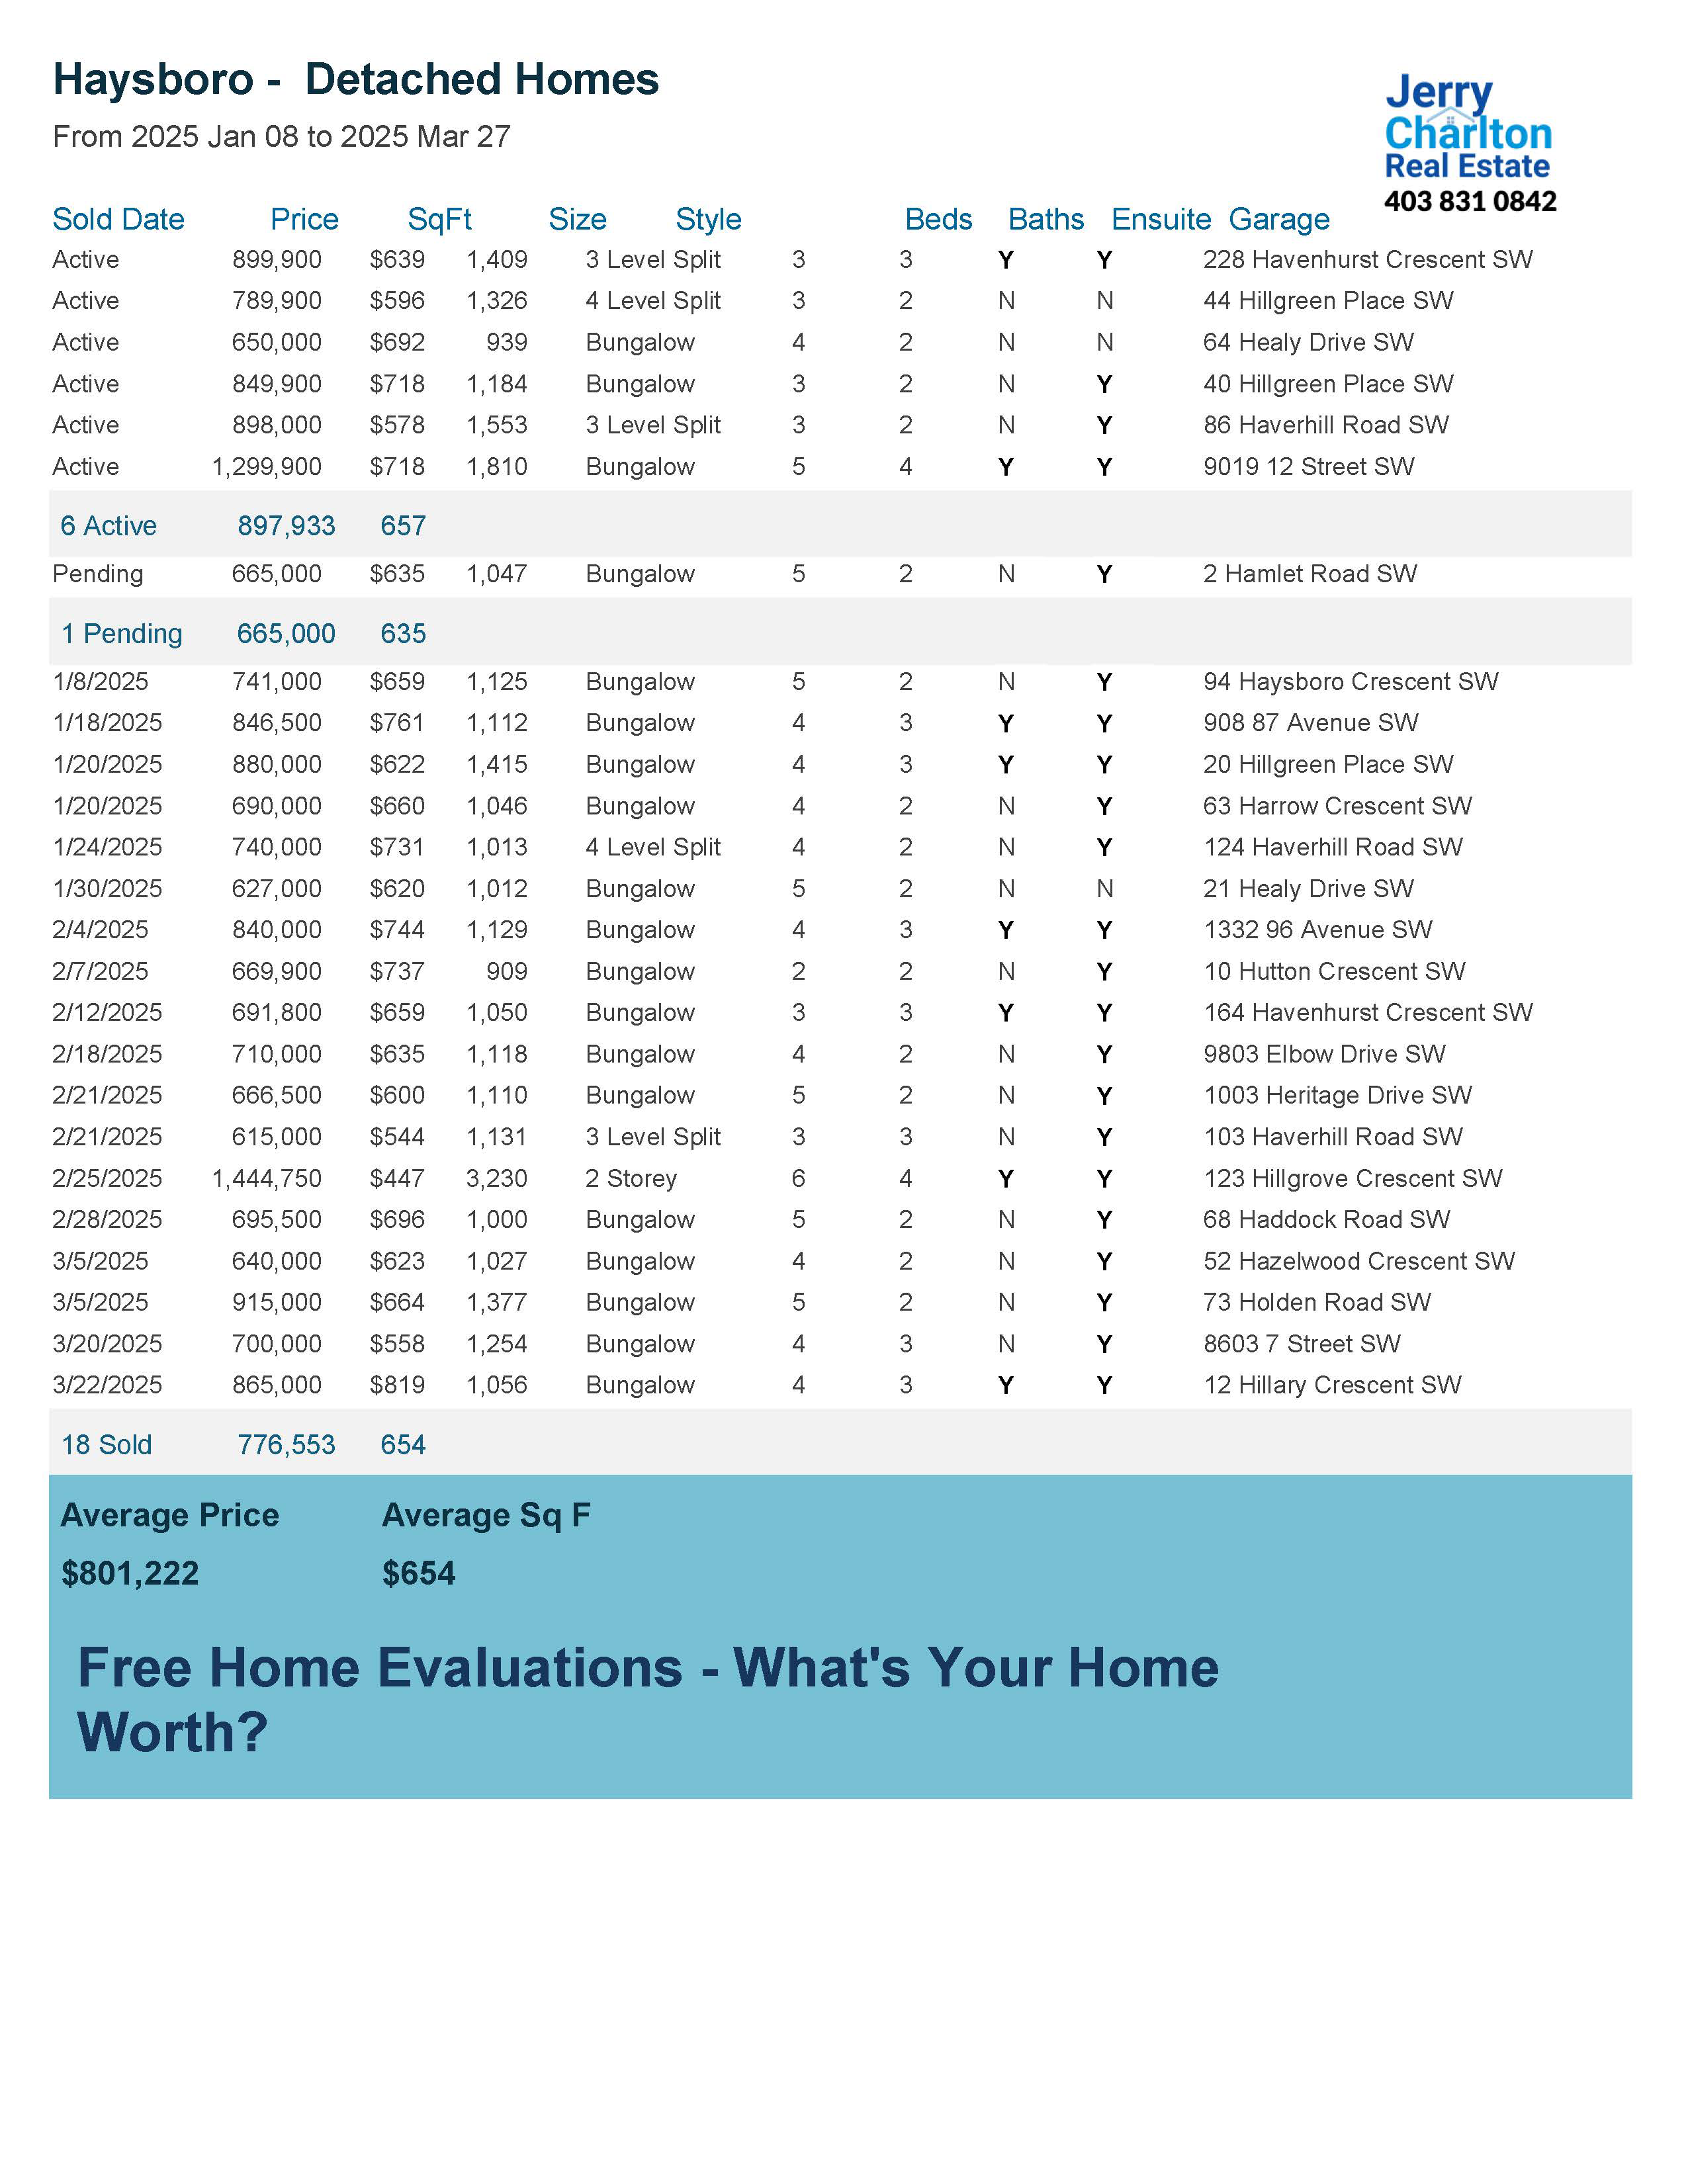 Haysboro - Detached Homes
From 2025 Jan 08 to 2025 Mar 27
Jerry
Charlton
Real Estate
403 831 0842
Sold Date Price SqFt Size Style Beds Baths Ensuite Garage
Active 899,900 $639 1,409 3 Level Split 3 3 Y Y 228 Havenhurst Crescent SW
Active 789,900 $596 1,326 4 Level Split 3 2 N N 44 Hillgreen Place SW
Active 650,000 $692 939 Bungalow 4 2 N N 64 Healy Drive SW
Active 849,900 $718 1,184 Bungalow 3 2 N Y 40 Hillgreen Place SW
Active 898,000 $578 1,553 3 Level Split 3 2 N Y 86 Haverhill Road SW
Active 1,299,900 $718 1,810 Bungalow 5 4 Y Y 9019 12 Street SW
6 Active 897,933 657
Pending 665,000 $635 1,047 Bungalow 5 2 N Y 2 Hamlet Road SW
1 Pending 665,000 635
1/8/2025 741,000 $659 1,125 Bungalow 5 2 N Y 94 Haysboro Crescent SW
1/18/2025 846,500 $761 1,112 Bungalow 4 3 Y Y 908 87 Avenue SW
1/20/2025 880,000 $622 1,415 Bungalow 4 3 Y Y 20 Hillgreen Place SW
1/20/2025 690,000 $660 1,046 Bungalow 4 2 N Y 63 Harrow Crescent SW
1/24/2025 740,000 $731 1,013 4 Level Split 4 2 N Y 124 Haverhill Road SW
1/30/2025 627,000 $620 1,012 Bungalow 5 2 N N 21 Healy Drive SW
2/4/2025 840,000 $744 1,129 Bungalow 4 3 Y Y 1332 96 Avenue SW
2/7/2025 669,900 $737 909 Bungalow 2 2 N Y 10 Hutton Crescent SW
2/12/2025 691,800 $659 1,050 Bungalow 3 3 Y Y 164 Havenhurst Crescent SW
2/18/2025 710,000 $635 1,118 Bungalow 4 2 N Y 9803 Elbow Drive SW
2/21/2025 666,500 $600 1,110 Bungalow 5 2 N Y 1003 Heritage Drive SW
2/21/2025 615,000 $544 1,131 3 Level Split 3 3 N Y 103 Haverhill Road SW
2/25/2025 1,444,750 $447 3,230 2 Storey 6 4 Y Y 123 Hillgrove Crescent SW
2/28/2025 695,500 $696 1,000 Bungalow 5 2 N Y 68 Haddock Road SW
3/5/2025 640,000 $623 1,027 Bungalow 4 2 N Y 52 Hazelwood Crescent SW
3/5/2025 915,000 $664 1,377 Bungalow 5 2 N Y 73 Holden Road SW
3/20/2025 700,000 $558 1,254 Bungalow 4 3 N Y 8603 7 Street SW
3/22/2025 865,000 $819 1,056 Bungalow 4 3 Y Y 12 Hillary Crescent SW
18 Sold 776,553 654
Average Price Average Sq F
$801,222 $654
Free Home Evaluations - What's Your Home
Worth?